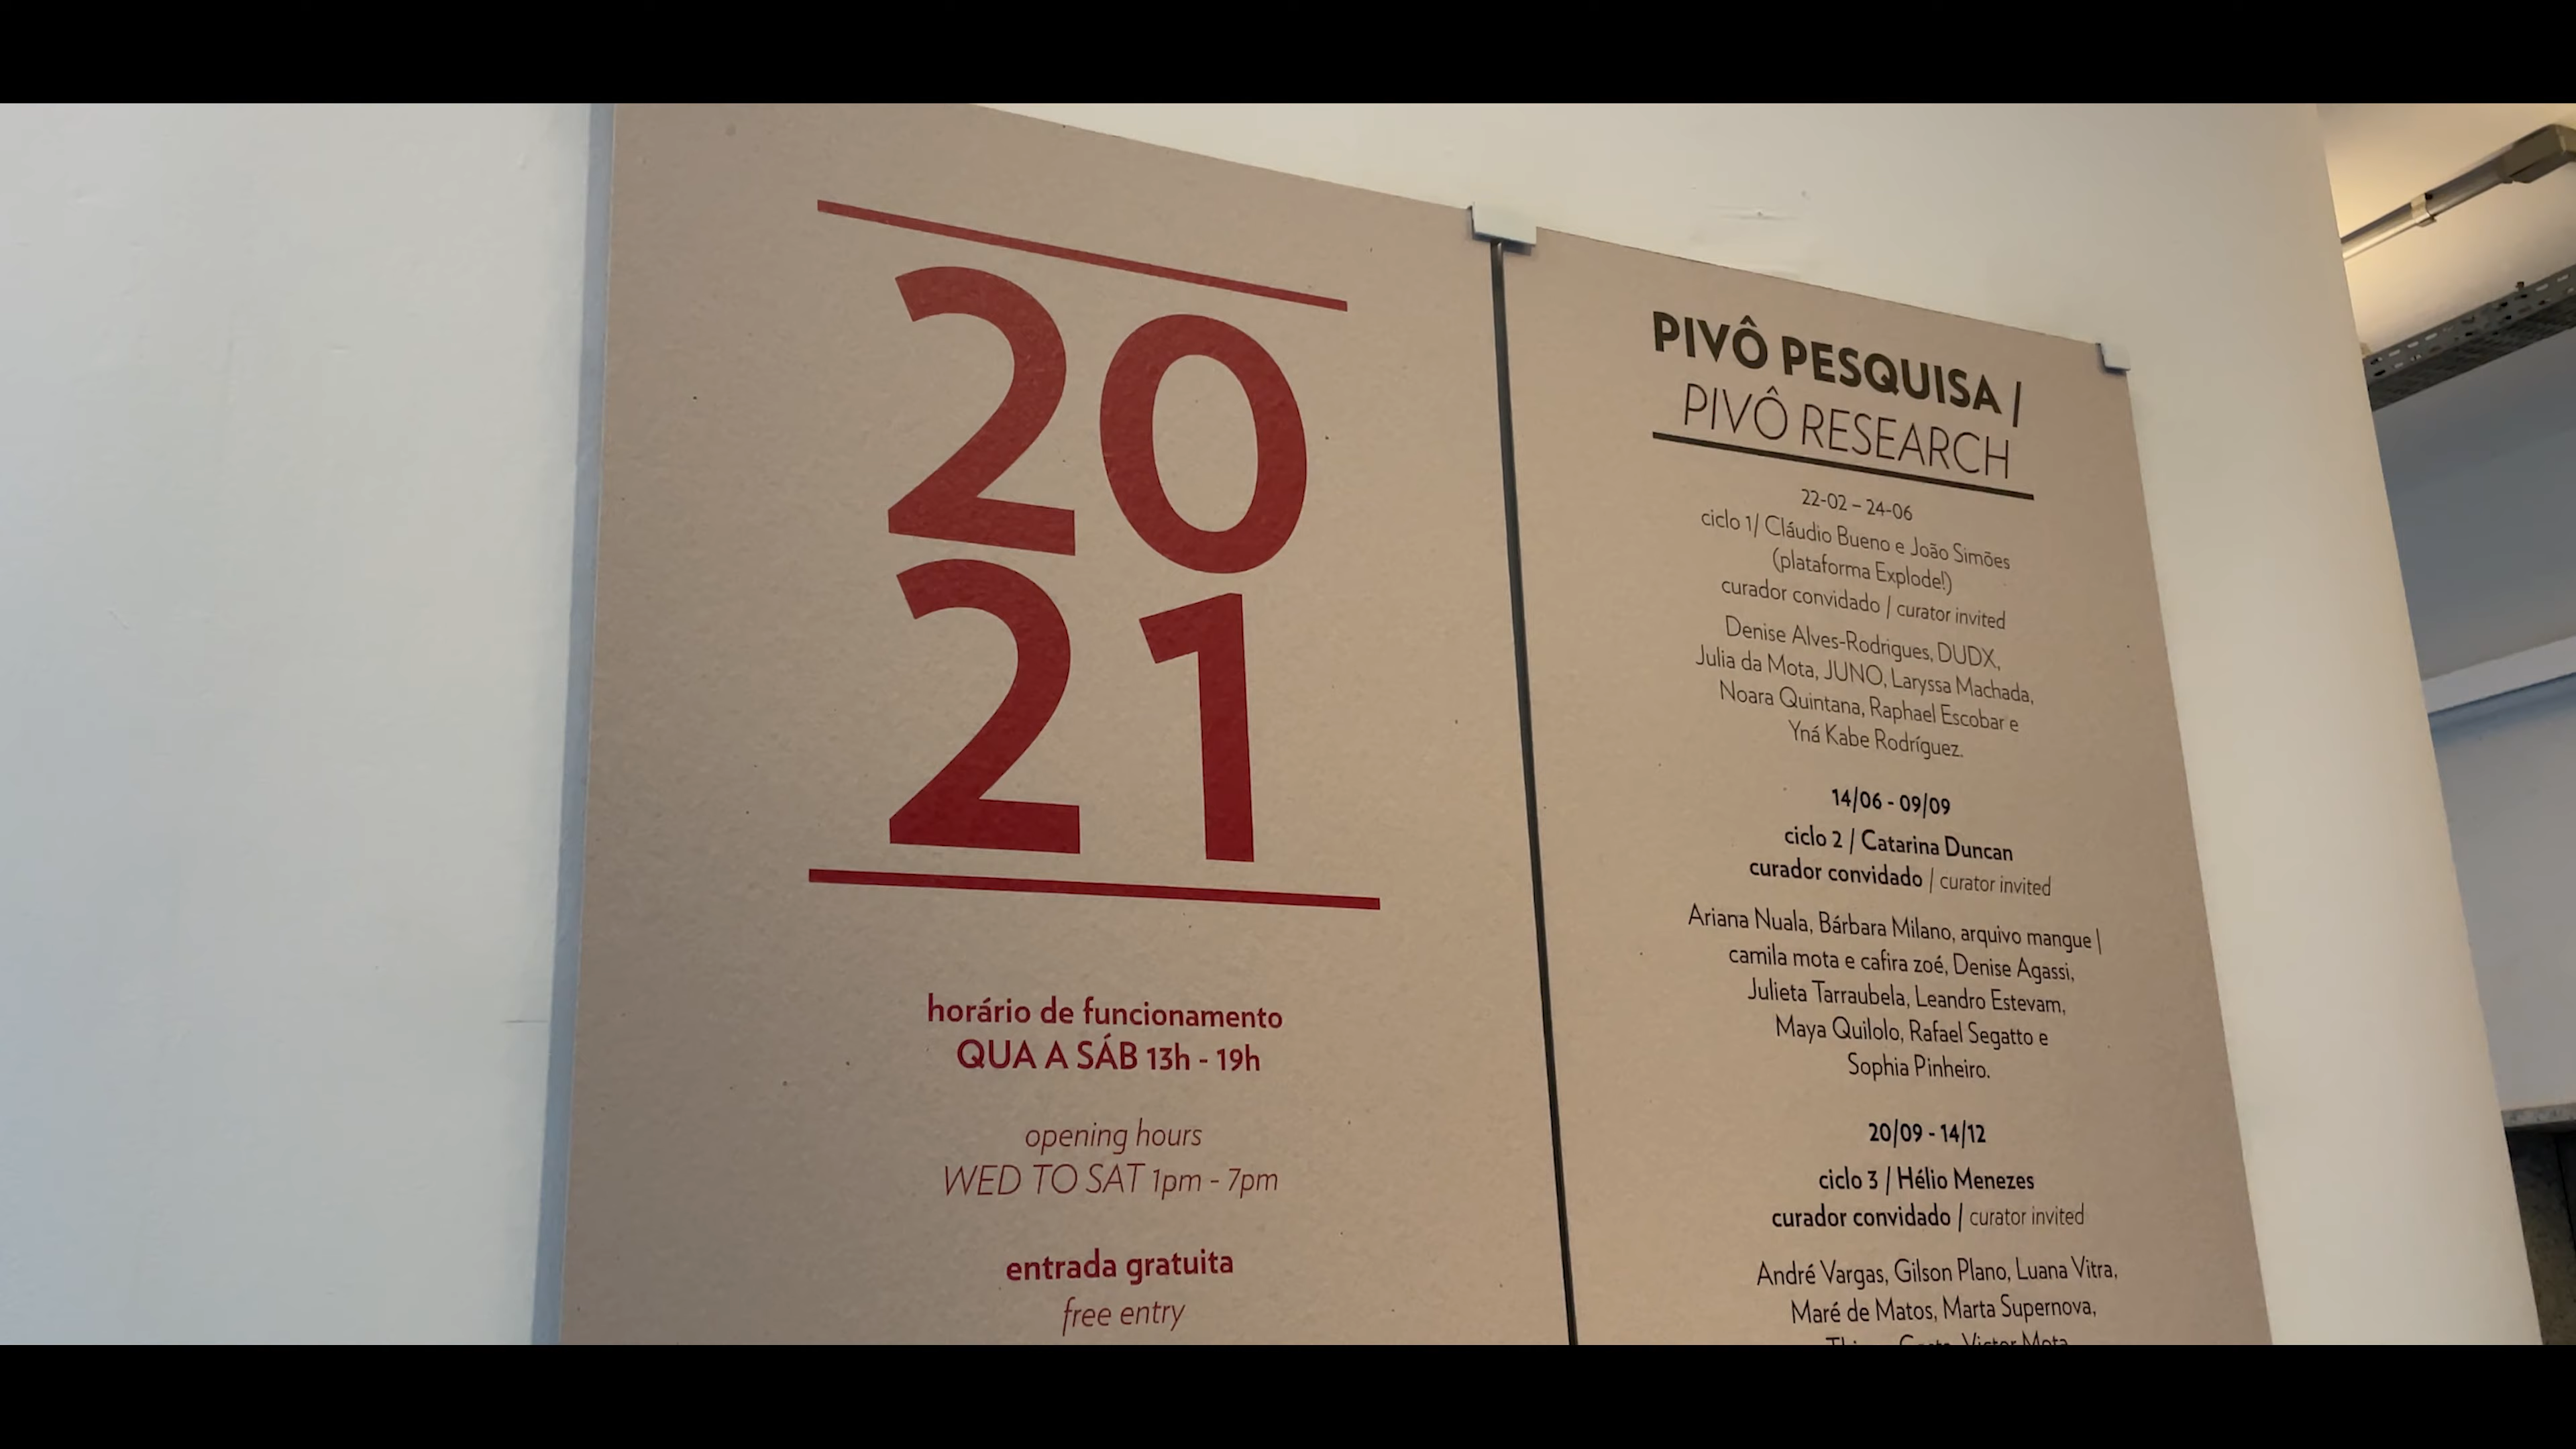 20
21
horário de funcionamento
QUA A SÁB 13h - 19h
opening hours
WED TO SAT 1pm - 7pm
entrada gratuita
free entry
PIVÔ PESQUISA |
PIVÔ RESEARCH
22-02 – 24-06
ciclo 1/ Cláudio Bueno e João Simões
(plataforma Explode!)
curador convidado | curator invited
Denise Alves-Rodrigues, DUDX,
Julia da Mota, JUNO, Laryssa Machada,
Noara Quintana, Raphael Escobar e
Yná Kabe Rodríguez.
14/06 - 09/09
ciclo 2 / Catarina Duncan
curador convidado | curator invited
Ariana Nuala, Bárbara Milano, arquivo mangue |
camila mota e cafira zoé, Denise Agassi,
Julieta Tarraubela, Leandro Estevam,
Maya Quilolo, Rafael Segatto e
Sophia Pinheiro.
20/09 - 14/12
ciclo 3 / Hélio Menezes
curador convidado / curator invited
André Vargas, Gilson Plano, Luana Vitra,
Maré de Matos, Marta Supernova,
Victor Mota